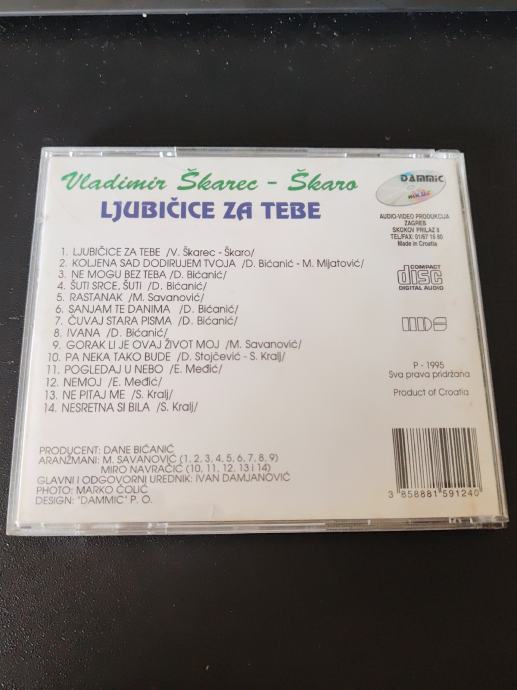 Vladimir Škarec - Škaro
LJUBIČICE ZA TEBE
DAMMIC
AUDIO-VIDEO PRODUKCIJA
ZAGREB
SKOKOV PRILAZ 8
TEL/FAX: 01/67 16 80
Made in Croatia
COMPACT
disc
DIGITAL AUDIO
1. LJUBIČICE ZA TEBE /V. Škarec - Škaro/
2. KOLJENA SAD DODIRUJEM TVOJA /D. Bićanić - M. Mijatović/
3. NE MOGU BEZ TEBA /D. Bićanić/
4. ŠUTI SRCE, ŠUTI /D. Bićanić/
5. RASTANAK /M. Savanović/
6. SANJAM TE DANIMA /D. Bićanić/
7. ČUVAJ STARA PISMA /D. Bićanić/
8. IVANA /D. Bićanić/
9. GORAK LI JE OVAJ ŽIVOT MOJ /M. Savanović/
10. PA NEKA TAKO BUDE /D. Stojčević - S. Kralj/
11. POGLEDAJ U NEBO /E. Međić/
12. NEMOJ /E. Međić/
13. NE PITAJ ME /S. Kralj/
14. NESRETNA SI BILA /S. Kralj/
P - 1995
Sva prava pridržana
Product of Croatia
PRODUCENT: DANE BIĆANIĆ
ARANŽMANI: M. SAVANOVIĆ (1, 2, 3, 4, 5, 6, 7, 8, 9)
MIRO NAVRAČIĆ (10, 11, 12, 13 i 14)
GLAVNI I ODGOVORNI UREDNIK: IVAN DAMJANOVIĆ
PHOTO: MARKO ČOLIĆ
DESIGN: "DAMMIC" P. O.
3 858881 591240